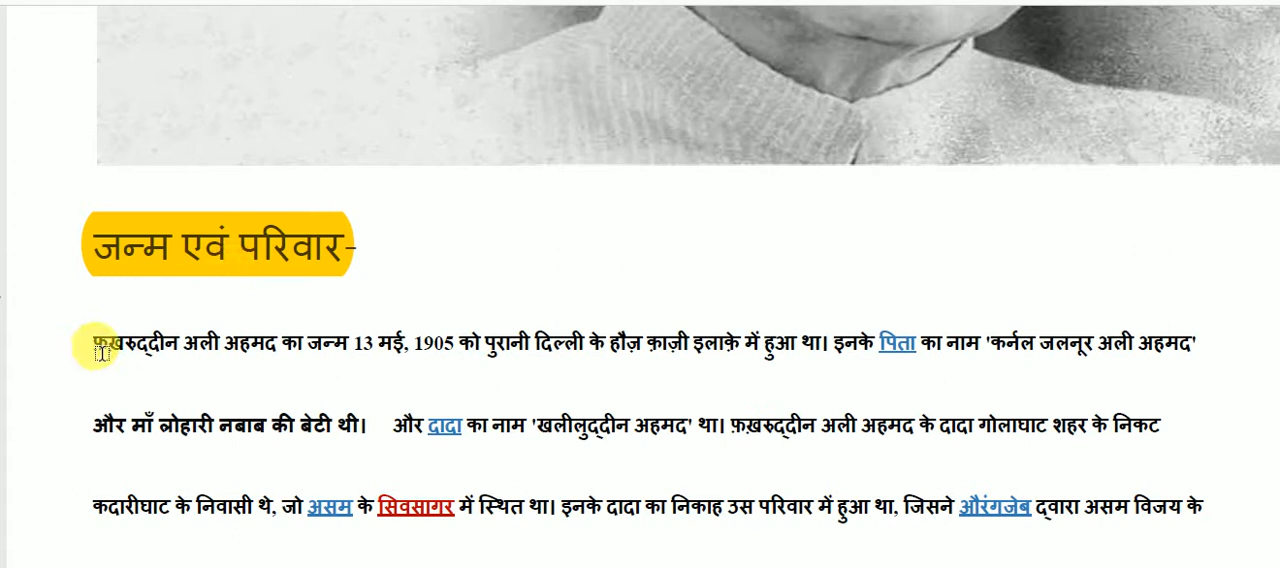 जन्म एवं परिवार-
फ़ख़रुद्‌दीन अली अहमद का जन्म 13 मई, 1905 को पुरानी दिल्ली के हौज़ क़ाज़ी इलाक़े में हुआ था। इनके पिता का नाम 'कर्नल जलनूर अली अहमद'
और माँ लोहारी नबाब की बेटी थी। और दादा का नाम 'खलीलुद्‌दीन अहमद' था। फ़ख़रुद्‌दीन अली अहमद के दादा गोलाघाट शहर के निकट
कदारीघाट के निवासी थे, जो असम के सिवसागर में स्थित था। इनके दादा का निकाह उस परिवार में हुआ था, जिसने औरंगजेब द्‌वारा असम विजय के